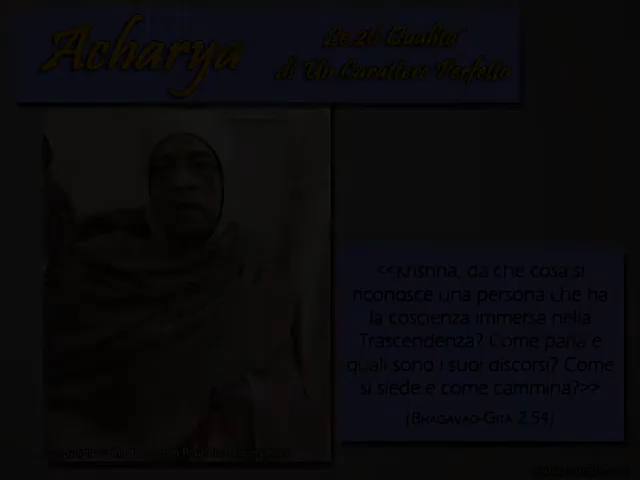 Acharya
Le 26 Qualità
di Un Carattere Perfetto
<<Krishna, da che cosa si
riconosce una persona che ha
la coscienza immersa nella
Trascendenza? Come parla e
quali sono i suoi discorsi? Come
si siede e come cammina?>>
(Bhagavad-Gita 2.54)